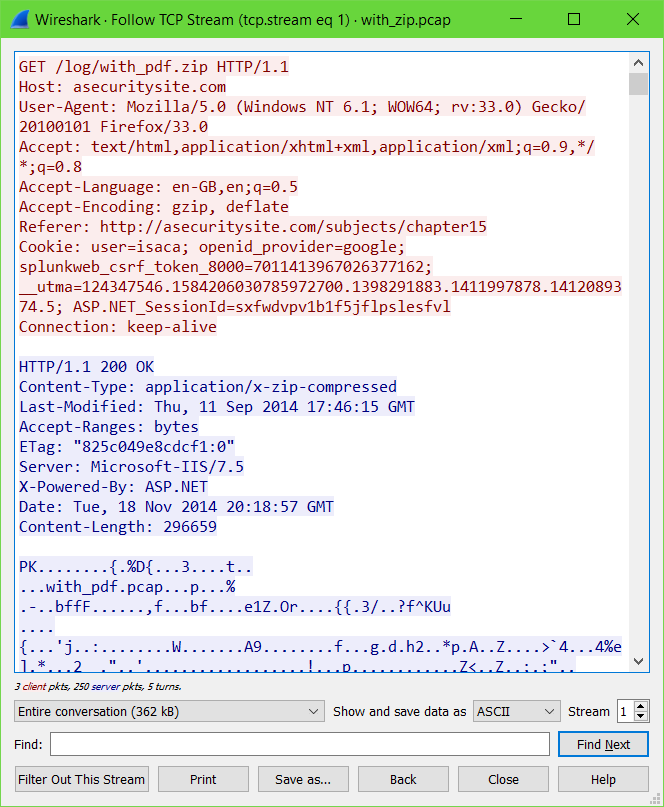 Wireshark · Follow TCP Stream (tcp.stream eq 1) · with_zip.pcap
GET /log/with_pdf.zip HTTP/1.1
Host: asecuritysite.com
User-Agent: Mozilla/5.0 (Windows NT 6.1; WOW64; rv:33.0) Gecko/
20100101 Firefox/33.0
Accept: text/html,application/xhtml+xml,application/xml;q=0.9,*/
*;q=0.8
Accept-Language: en-GB,en;q=0.5
Accept-Encoding: gzip, deflate
Referer: http://asecuritysite.com/subjects/chapter15
Cookie: user=isaca; openid_provider=google;
splunkweb_csrf_token_8000=7011413967026377162;
__utma=124347546.1584206030785972700.1398291883.1411997878.14120893
74.5; ASP.NET_SessionId=sxfwdvpv1b1f5jflpslesfvl
Connection: keep-alive
HTTP/1.1 200 OK
Content-Type: application/x-zip-compressed
Last-Modified: Thu, 11 Sep 2014 17:46:15 GMT
Accept-Ranges: bytes
ETag: "825c049e8cdcf1:0"
Server: Microsoft-IIS/7.5
X-Powered-By: ASP.NET
Date: Tue, 18 Nov 2014 20:18:57 GMT
Content-Length: 296659
PK........{.%D{...3....t..
...with_pdf.pcap...p...%
.-..bffF......,f...bf....e1Z.Or....{{.3/..?f^KUu
....
{...'j..:........W.......A9........f...g.d.h2..*p.A..Z....>`4...4%e
l.*...2__."..'..................!...p............Z<..Z..:.:"..
3 client pkts, 250 server pkts, 5 turns.
Entire conversation (362 kB) Show and save data as ASCII Stream 1
Find: Find Next
Filter Out This Stream Print Save as... Back Close Help